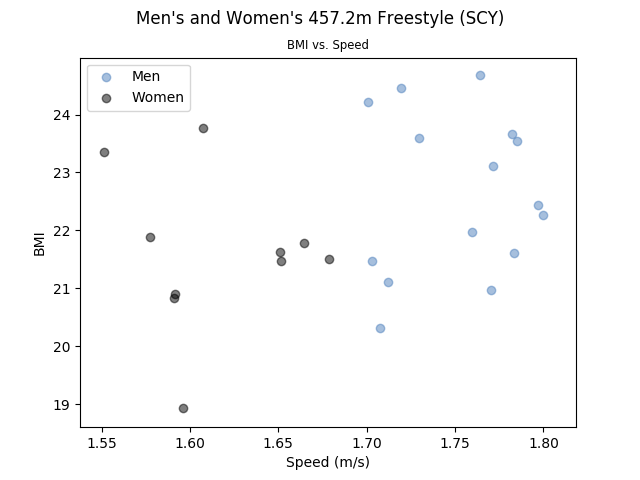 Men's and Women's 457.2m Freestyle (SCY)
BMI vs. Speed
Men
Women
24
23
22
21
20
19
BMI
1.55 1.60 1.65 1.70 1.75 1.80
Speed (m/s)